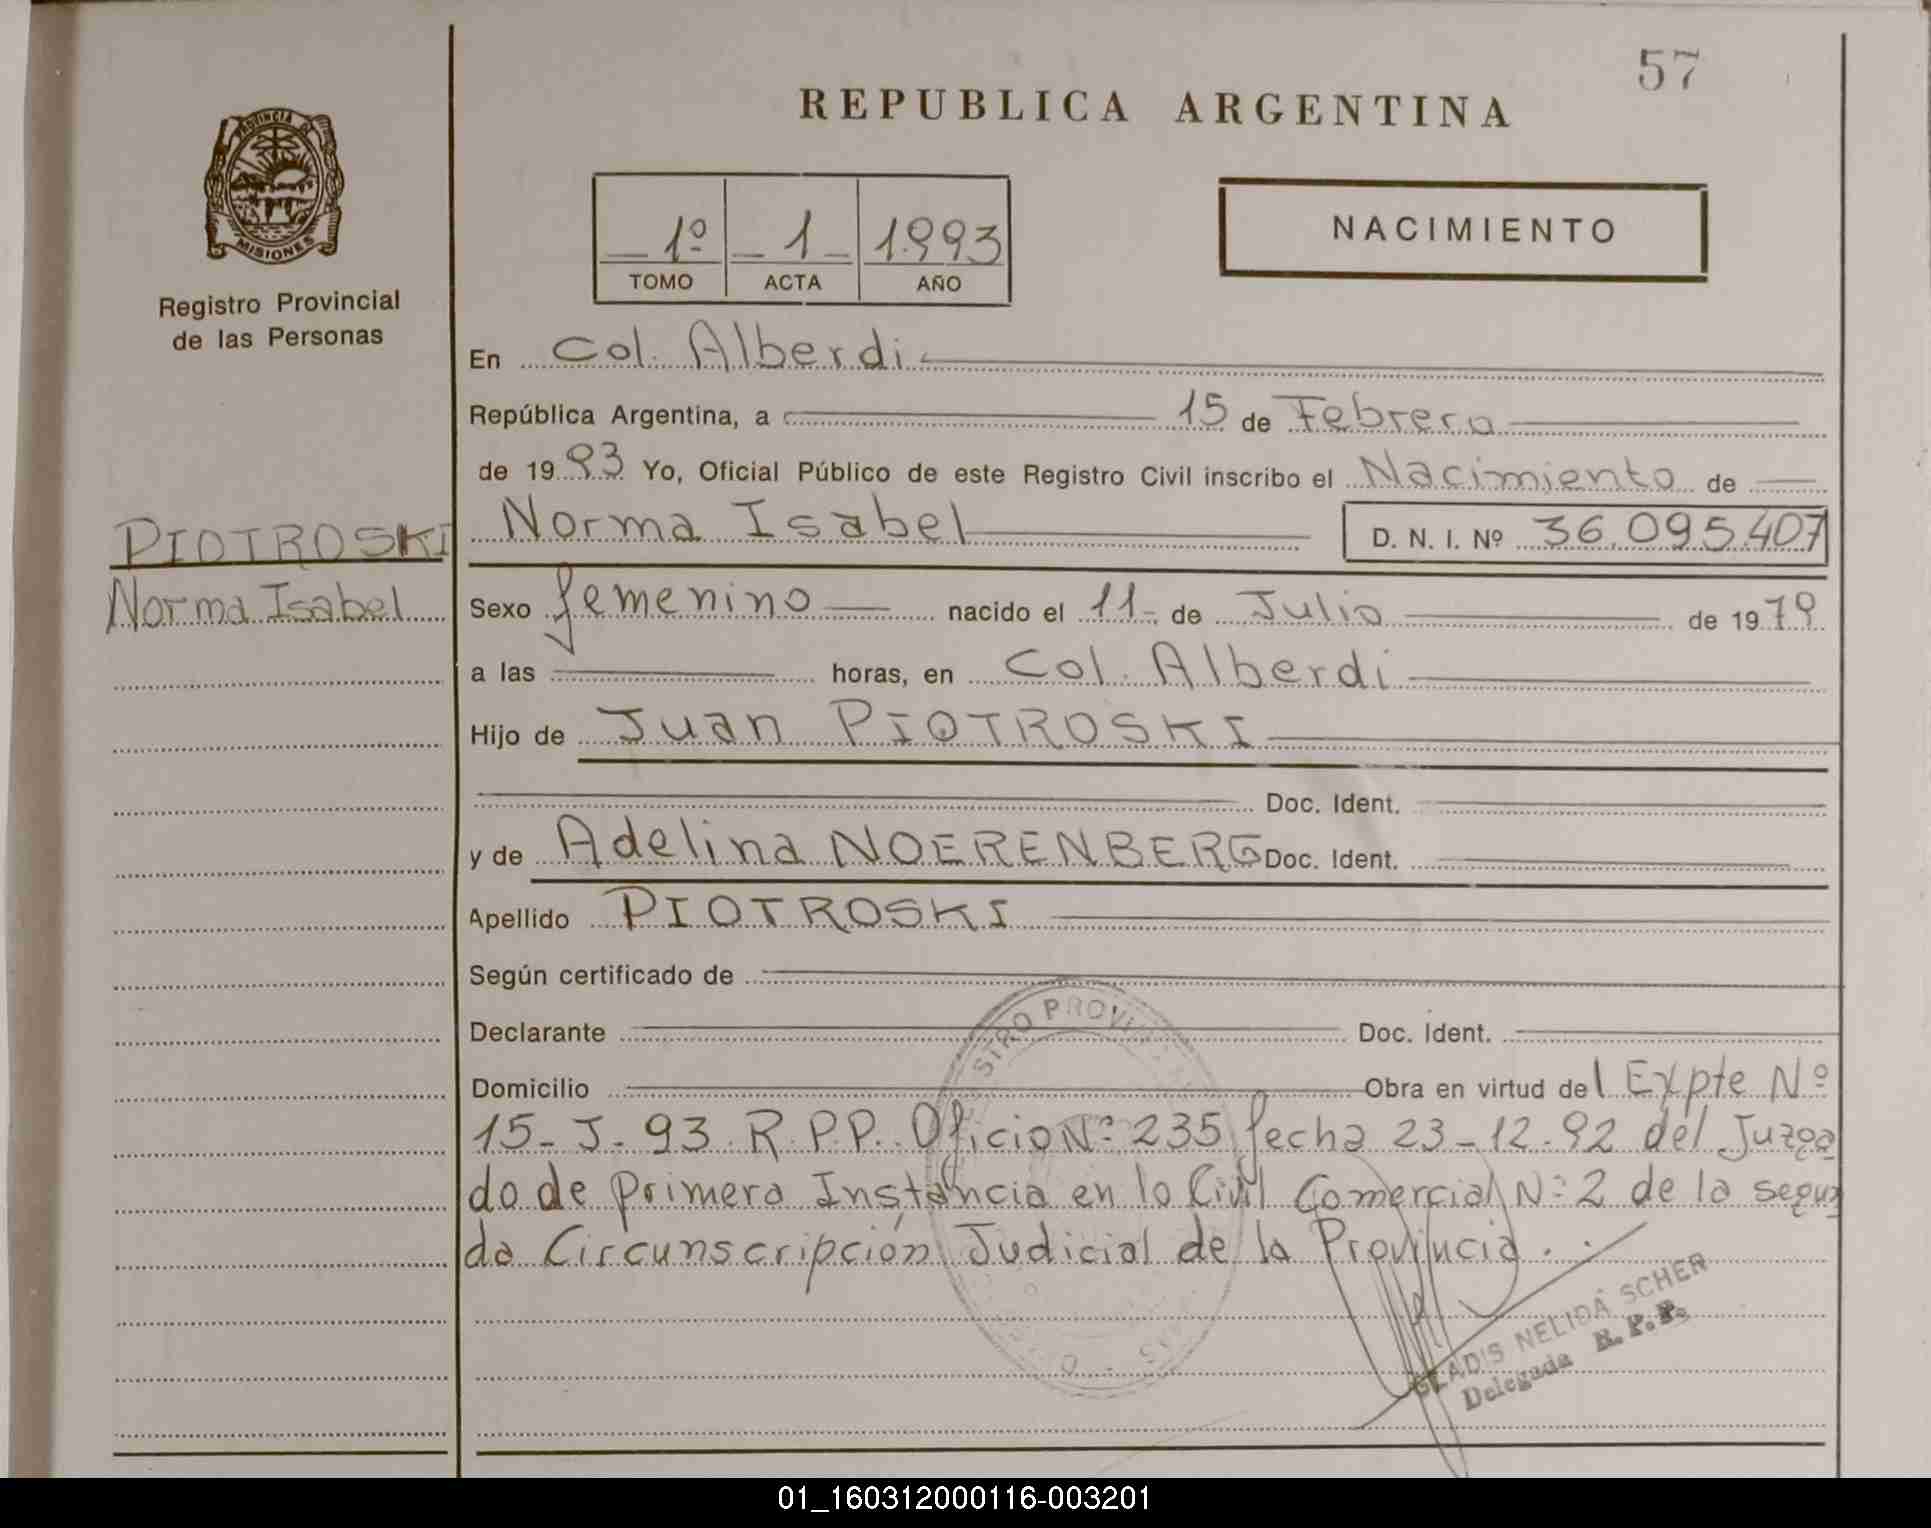 57
REPUBLICA ARGENTINA
PROVINCIA DE
MISIONES
Registro Provincial
de las Personas
1º 1 1993
TOMO ACTA AÑO
NACIMIENTO
En Col. Alberdi
República Argentina, a 15 de Febrero
de 1993 Yo, Oficial Público de este Registro Civil inscribo el Nacimiento de
PIOTROSKI
Norma Isabel
Norma Isabel D. N. I. Nº 36.095.407
Sexo femenino nacido el 11 de Julio de 1979
a las horas, en Col. Alberdi
Hijo de Juan PIOTROSKI
Doc. Ident.
y de Adelina NOERENBERG Doc. Ident.
Apellido PIOTROSKI
Según certificado de
Declarante Doc. Ident.
Domicilio Obra en virtud del Expte Nº
15-J-93 R.P.P. Oficio Nº 235 fecha 23-12-92 del Juzga
do de primera Instancia en lo Civil Comercial Nº 2 de la segun
da Circunscripción Judicial de la Provincia.
GLADIS NELIDA SCHER
Delegada R.P.P.
01_160312000116-003201